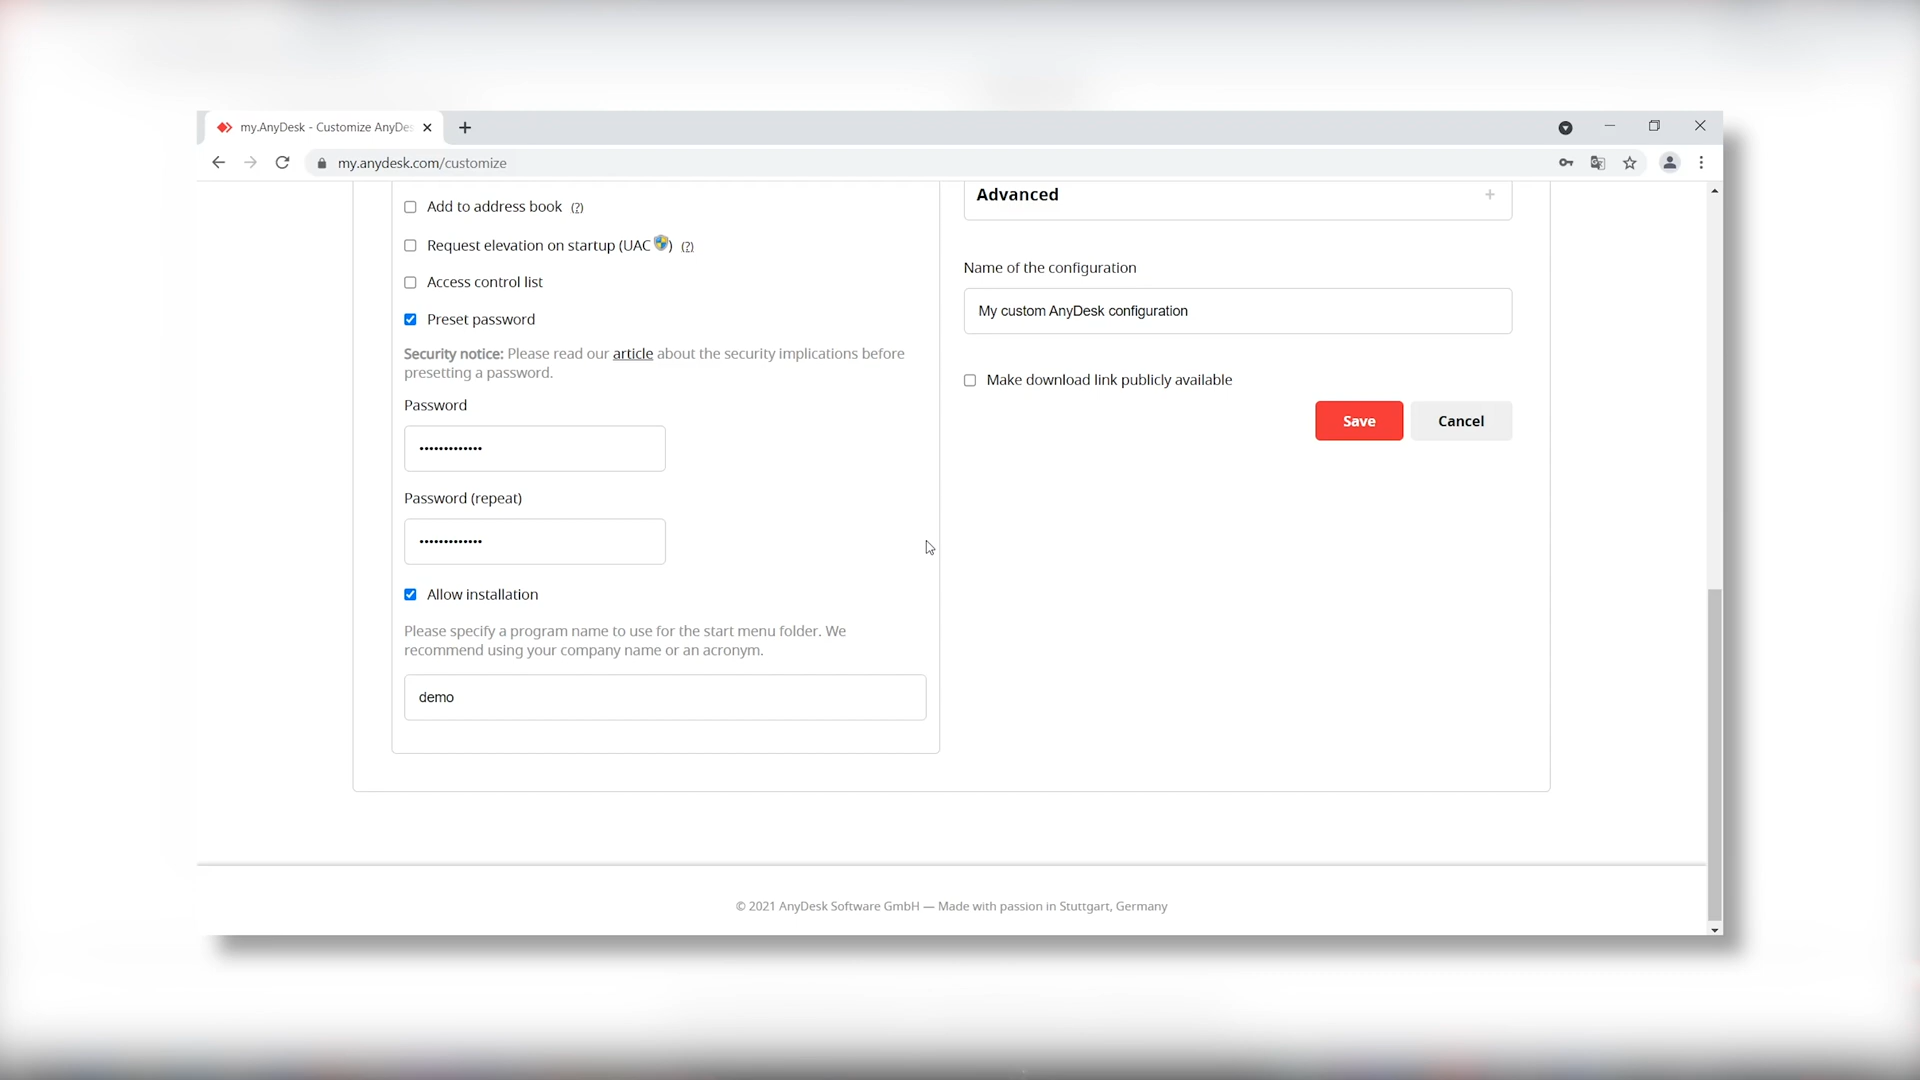 my.AnyDesk - Customize AnyDes
my.anydesk.com/customize
Add to address book (?)
Request elevation on startup (UAC ) (?)
Access control list
Preset password
Security notice: Please read our article about the security implications before
presetting a password.
Password
•••••••••••••
Password (repeat)
•••••••••••••
Allow installation
Please specify a program name to use for the start menu folder. We
recommend using your company name or an acronym.
demo
Advanced +
Name of the configuration
My custom AnyDesk configuration
Make download link publicly available
Save Cancel
© 2021 AnyDesk Software GmbH — Made with passion in Stuttgart, Germany